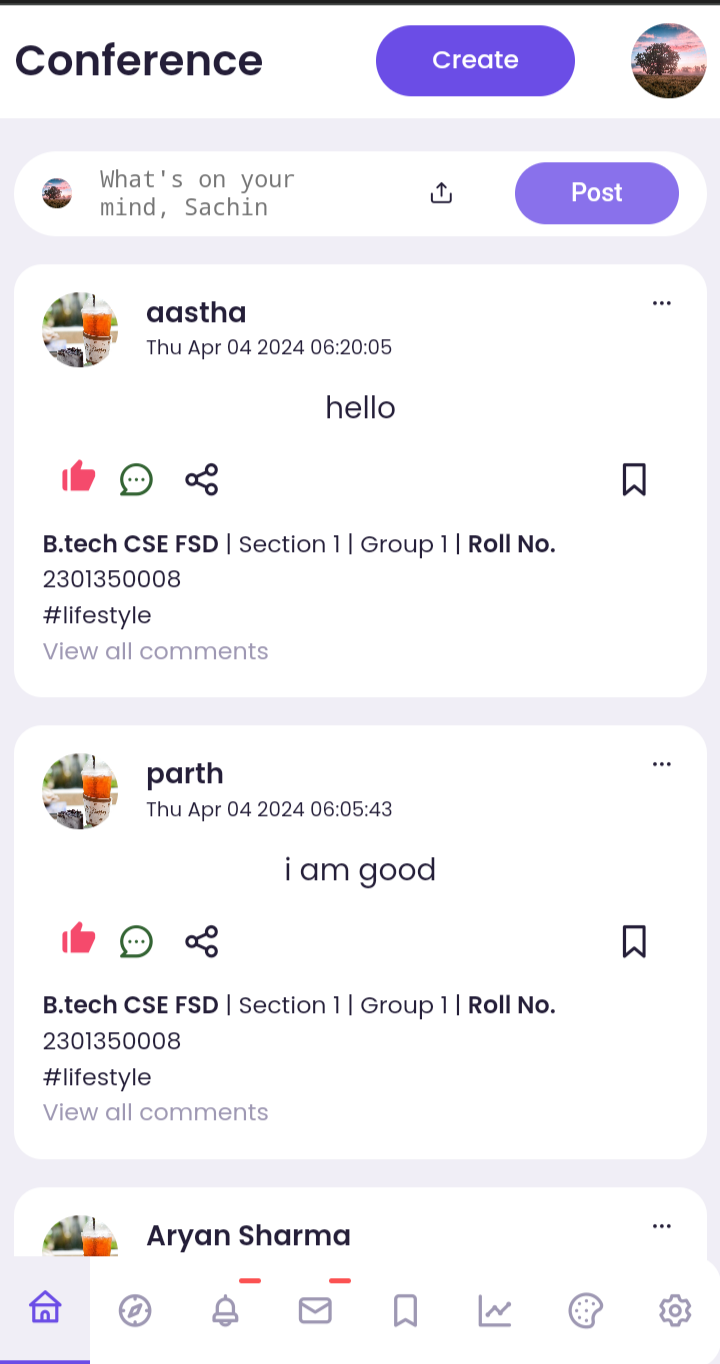 Conference
Create
What's on your
mind, Sachin
Post
aastha
Thu Apr 04 2024 06:20:05
hello
B.tech CSE FSD | Section 1 | Group 1 | Roll No.
2301350008
#lifestyle
View all comments
parth
Thu Apr 04 2024 06:05:43
i am good
B.tech CSE FSD | Section 1 | Group 1 | Roll No.
2301350008
#lifestyle
View all comments
Aryan Sharma